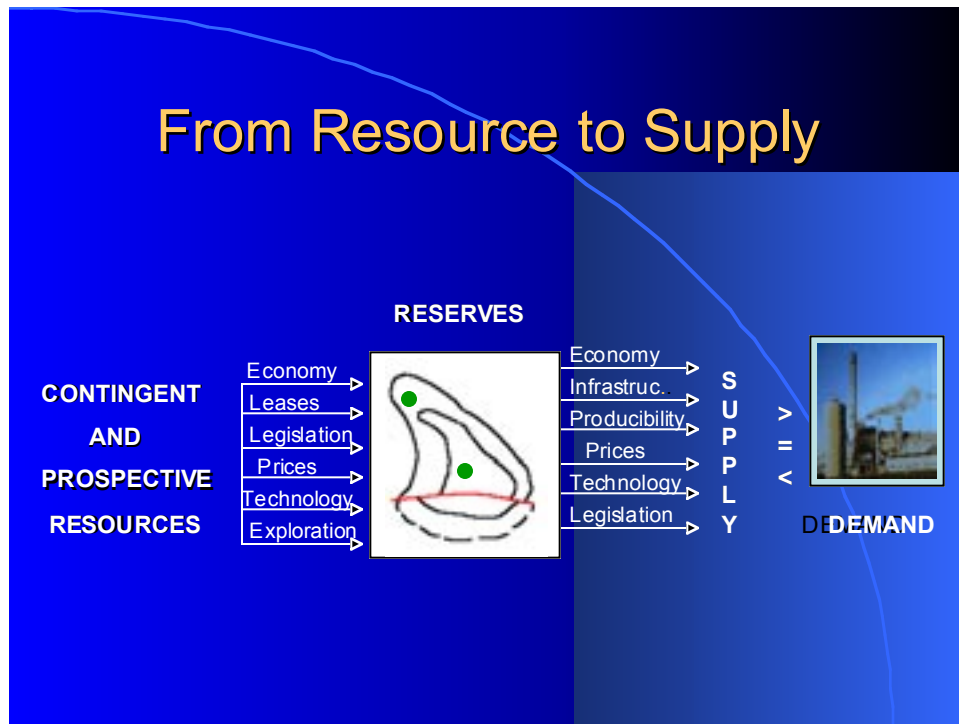 From Resource to Supply
RESERVES
CONTINGENT
AND
PROSPECTIVE
RESOURCES
Economy
Leases
Legislation
Prices
Technology
Exploration
Economy
Infrastruc..
Producibility
Prices
Technology
Legislation
S
U
P
P
L
Y
>
=
<
DEMAND